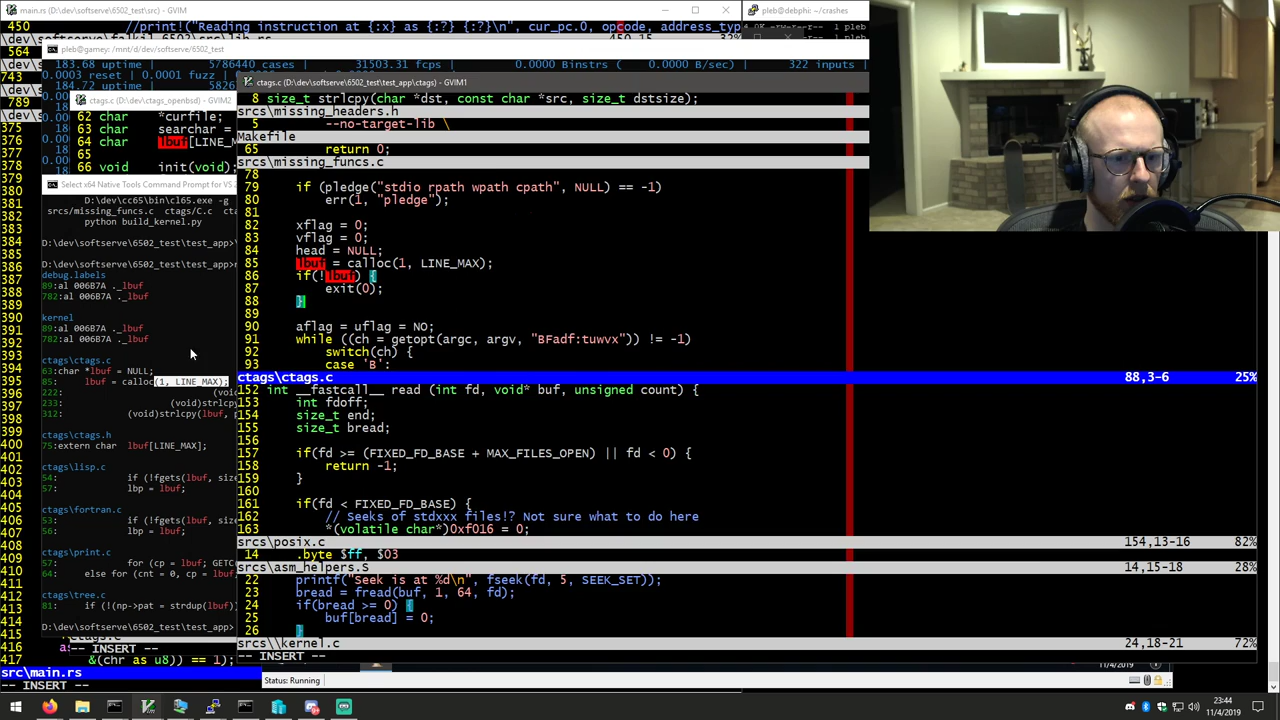 main.rs (D:\dev\softserve\6502_test\src) - GVIM
pleb@debphi: ~/crashes
450 //print!("Reading instruction at {:x} as {:?} {:?}\n", cur_pc.0, opcode, address_typ
450,15 32%
564
pleb@gamey: /mnt/d/dev/softserve/6502_test
183.68 uptime | 5786440 cases | 31503.31 fcps | 0.0000 Binstrs ( 0.0000 B/sec) | 322 inputs |
743
0.0003 reset | 0.0001 fuzz |
184.72 uptime | 5826
789
ctags.c (D:\dev\ctags_openbsd) - GVIM2
62 char *curfile;
63 char searchar =
64 char lbuf[LINE_M
65
66 void init(void);
Select x64 Native Tools Command Prompt for VS
D:\dev\cc65\bin\cl65.exe -g
srcs/missing_funcs.c ctags/C.c cta
python build_kernel.py
D:\dev\softserve\6502_test\test_app>
debug.labels
89:al 006B7A ._lbuf
782:al 006B7A ._lbuf
kernel
89:al 006B7A ._lbuf
782:al 006B7A ._lbuf
ctags\ctags.c
63:char *lbuf = NULL;
85: lbuf = calloc(1, LINE_MAX);
222: (voi
233: (void)strlcpy
312: (void)strlcpy(lbuf, p
ctags\ctags.h
75:extern char lbuf[LINE_MAX];
ctags\lisp.c
54: if (!fgets(lbuf, size
57: lbp = lbuf;
ctags\fortran.c
53: if (!fgets(lbuf, size
56: lbp = lbuf;
ctags\print.c
57: for (cp = lbuf; GETC(
64: else for (cnt = 0, cp = lbuf
ctags\tree.c
81: if (!(np->pat = strdup(lbuf))
D:\dev\softserve\6502_test\test_app>
-- INSERT --
417 &(chr as u8)) == 1);
src\main.rs
-- INSERT --
375
376
377
378
379
380
381
382
383
384
385
386
387
388
389
390
391
392
393
394
395
396
397
398
399
400
401
402
403
404
405
406
407
408
409
410
411
412
413
414
415
416 as
ctags.c (D:\dev\softserve\6502_test\test_app\ctags) - GVIM1
8 size_t strlcpy(char *dst, const char *src, size_t dstsize);
srcs\missing_headers.h
5 --no-target-lib \
Makefile
65 return 0;
srcs\missing_funcs.c
78
79 if (pledge("stdio rpath wpath cpath", NULL) == -1)
80 err(1, "pledge");
81
82 xflag = 0;
83 vflag = 0;
84 head = NULL;
85 lbuf = calloc(1, LINE_MAX);
86 if(!lbuf) {
87 exit(0);
88 }
89
90 aflag = uflag = NO;
91 while ((ch = getopt(argc, argv, "BFadf:tuwvx")) != -1)
92 switch(ch) {
93 case 'B':
ctags\ctags.c 88,3-6 25%
152 int __fastcall__ read (int fd, void* buf, unsigned count) {
153 int fdoff;
154 size_t end;
155 size_t bread;
156
157 if(fd >= (FIXED_FD_BASE + MAX_FILES_OPEN) || fd < 0) {
158 return -1;
159 }
160
161 if(fd < FIXED_FD_BASE) {
162 // Seeks of stdxxx files!? Not sure what to do here
163 *(volatile char*)0xf016 = 0;
srcs\posix.c 154,13-16 82%
14 .byte $ff, $03
srcs\asm_helpers.S 14,15-18 28%
22 printf("Seek is at %d\n", fseek(fd, 5, SEEK_SET));
23 bread = fread(buf, 1, 64, fd);
24 if(bread >= 0) {
25 buf[bread] = 0;
26 }
srcs\\kernel.c 24,18-21 72%
-- INSERT --
Status: Running
11/4/2019
23:44
11/4/2019